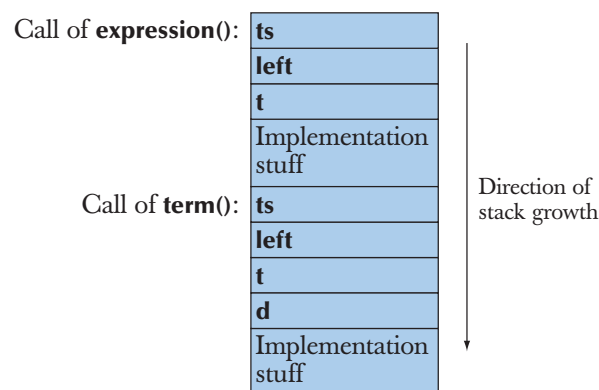 Call of expression(): ts
left
t
Implementation
stuff
Call of term(): ts
left
t
d
Implementation
stuff
Direction of
stack growth